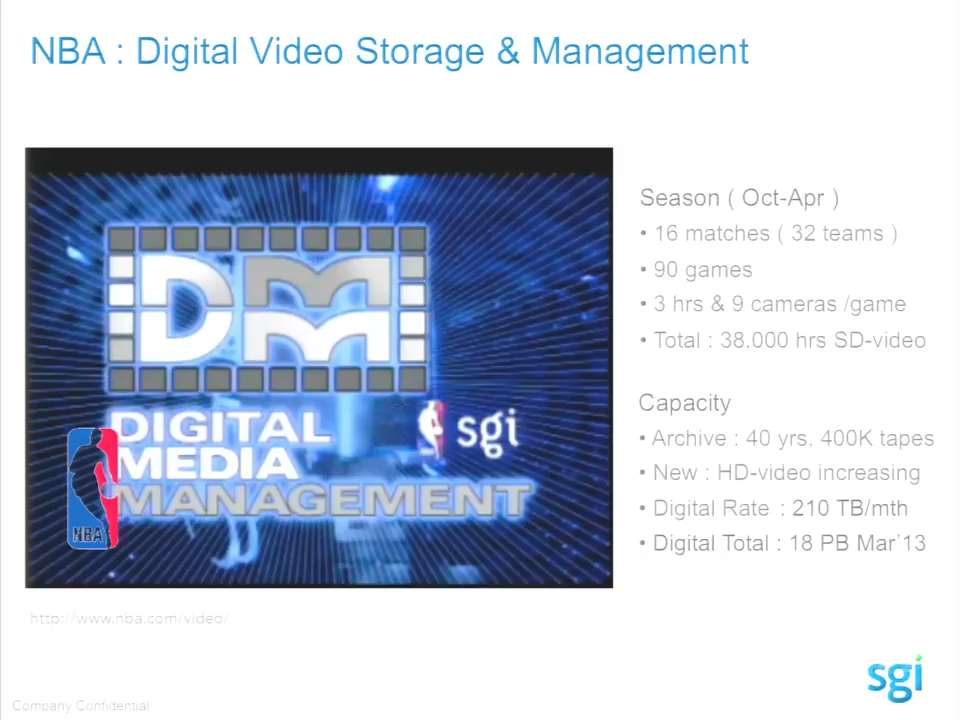 NBA : Digital Video Storage & Management
DM
DIGITAL
MEDIA
MANAGEMENT
sgi
NBA
Season ( Oct-Apr )
• 16 matches ( 32 teams )
• 90 games
• 3 hrs & 9 cameras /game
• Total : 38,000 hrs SD-video
Capacity
• Archive : 40 yrs, 400K tapes
• New : HD-video increasing
• Digital Rate : 210 TB/mth
• Digital Total : 18 PB Mar'13
http://www.nba.com/video/
sgi
Company Confidential